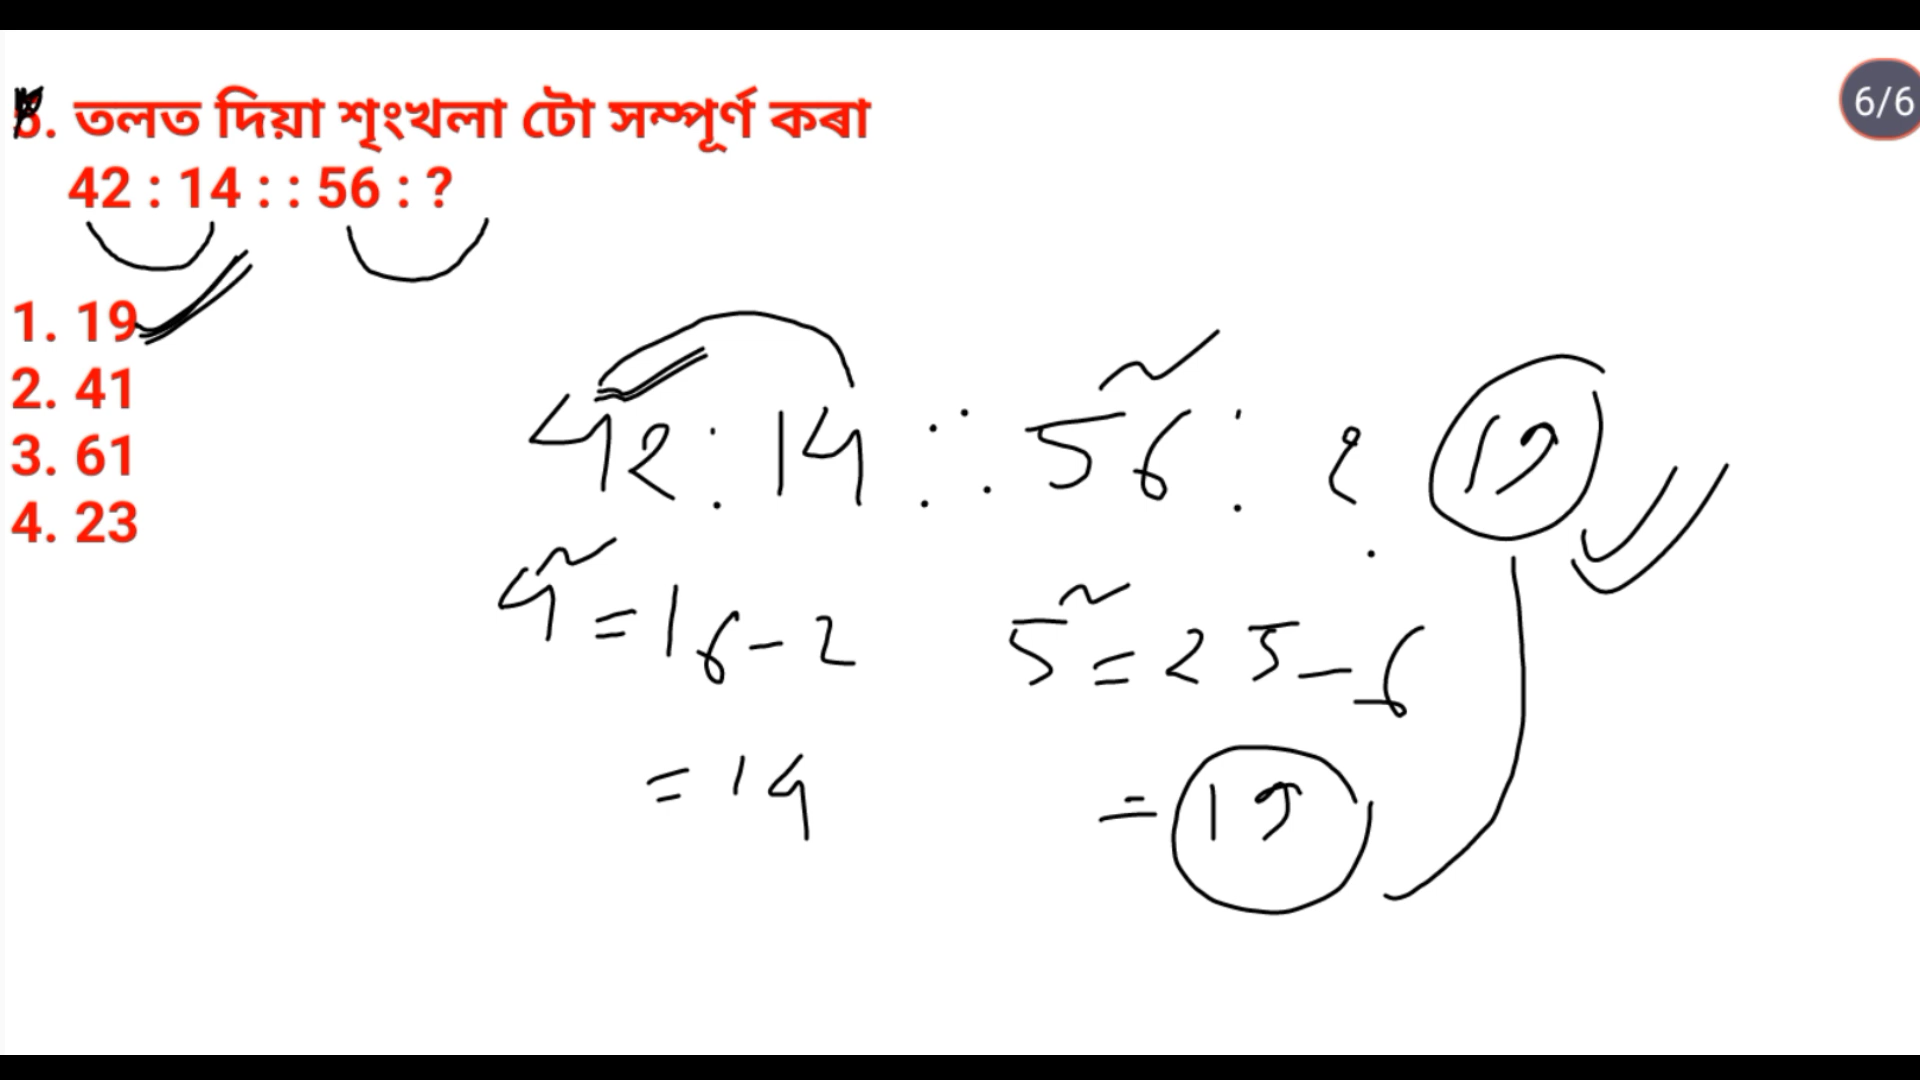 6/6
. তলত দিয়া শৃংখলা টো সম্পূৰ্ণ কৰা
42 : 14 : : 56 : ?
1. 19
2. 41
3. 61
4. 23
42 : 14 :: 56 : ? 19
4² = 16 - 2
= 14
5² = 25 - 6
= 19